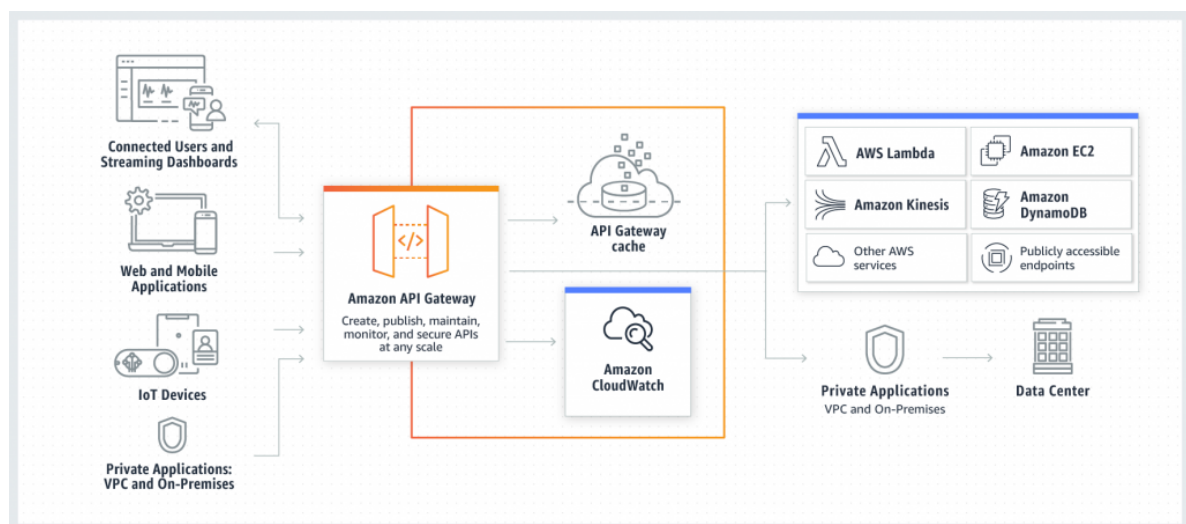 Connected Users and
Streaming Dashboards
Web and Mobile
Applications
IoT Devices
Private Applications:
VPC and On-Premises
</>
Amazon API Gateway
Create, publish, maintain,
monitor, and secure APIs
at any scale
API Gateway
cache
Amazon
CloudWatch
AWS Lambda
Amazon EC2
Amazon Kinesis
Amazon
DynamoDB
Other AWS
services
Publicly accessible
endpoints
Private Applications
VPC and On-Premises
Data Center